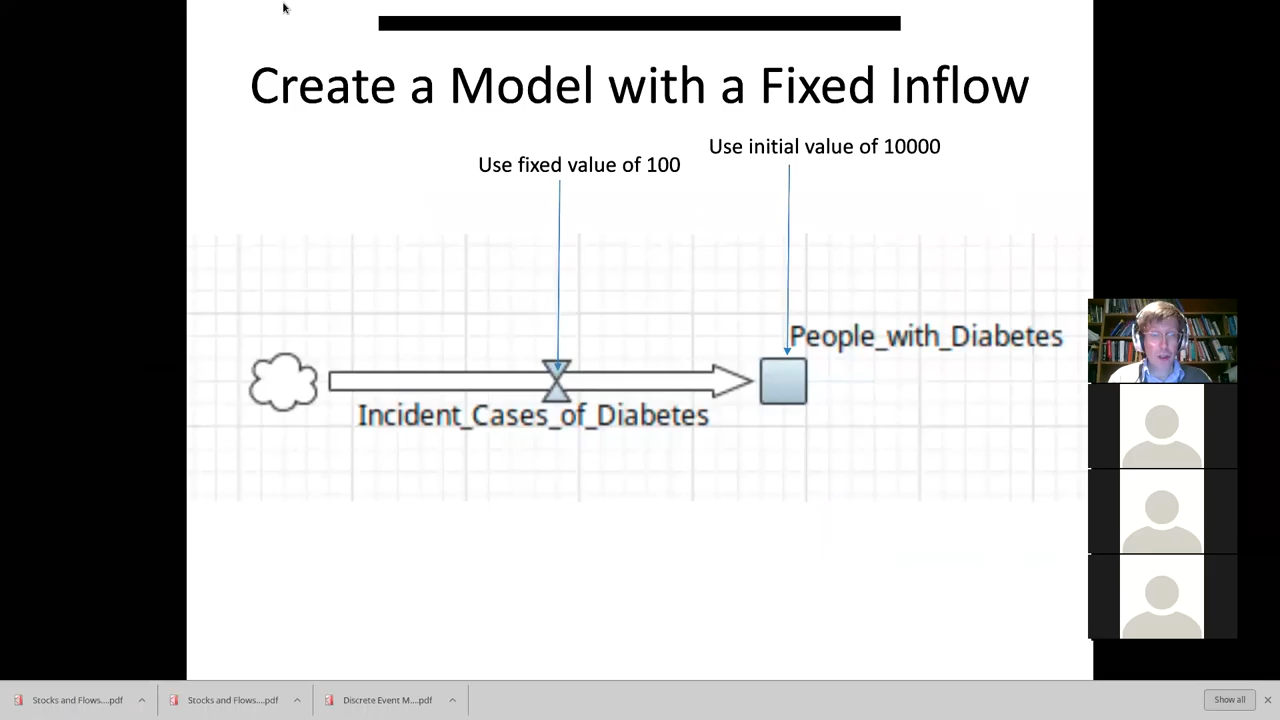 Create a Model with a Fixed Inflow
Use initial value of 10000
Use fixed value of 100
People_with_Diabetes
Incident_Cases_of_Diabetes
Stocks and Flows....pdf
Stocks and Flows....pdf
Discrete Event M....pdf
Show all